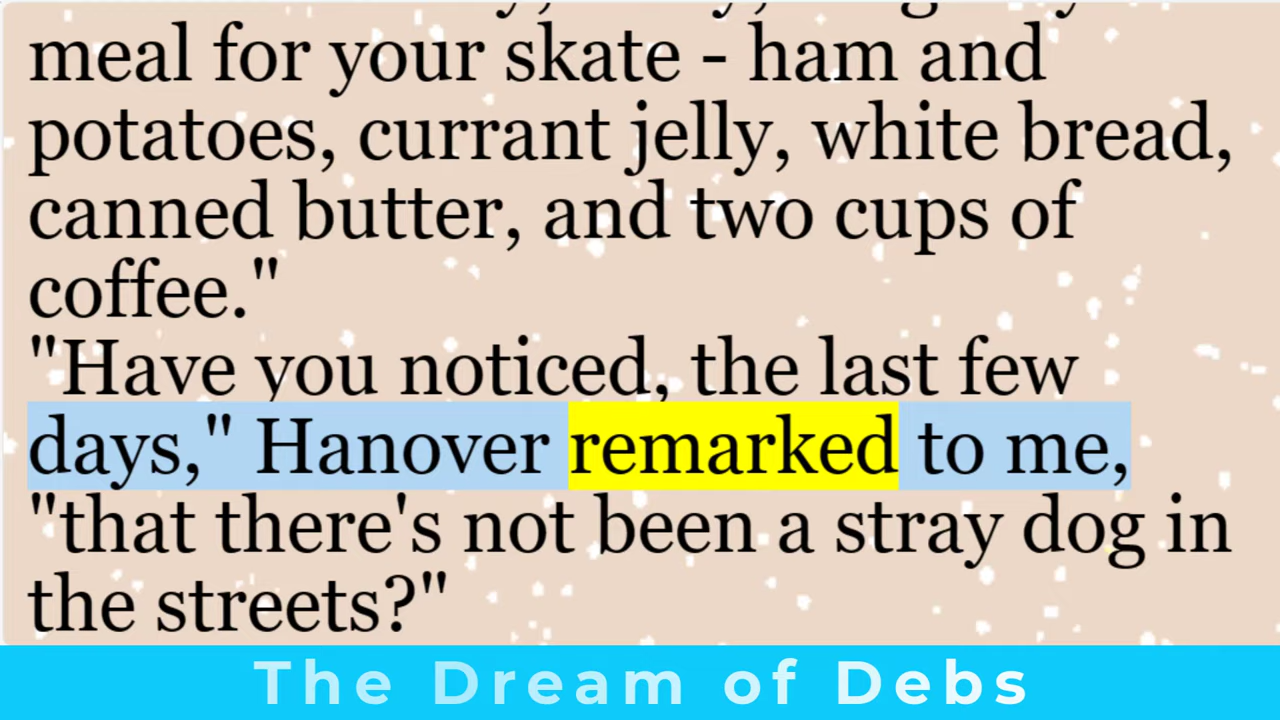 meal for your skate - ham and
potatoes, currant jelly, white bread,
canned butter, and two cups of
coffee."
"Have you noticed, the last few
days," Hanover remarked to me,
"that there's not been a stray dog in
the streets?"
The Dream of Debs